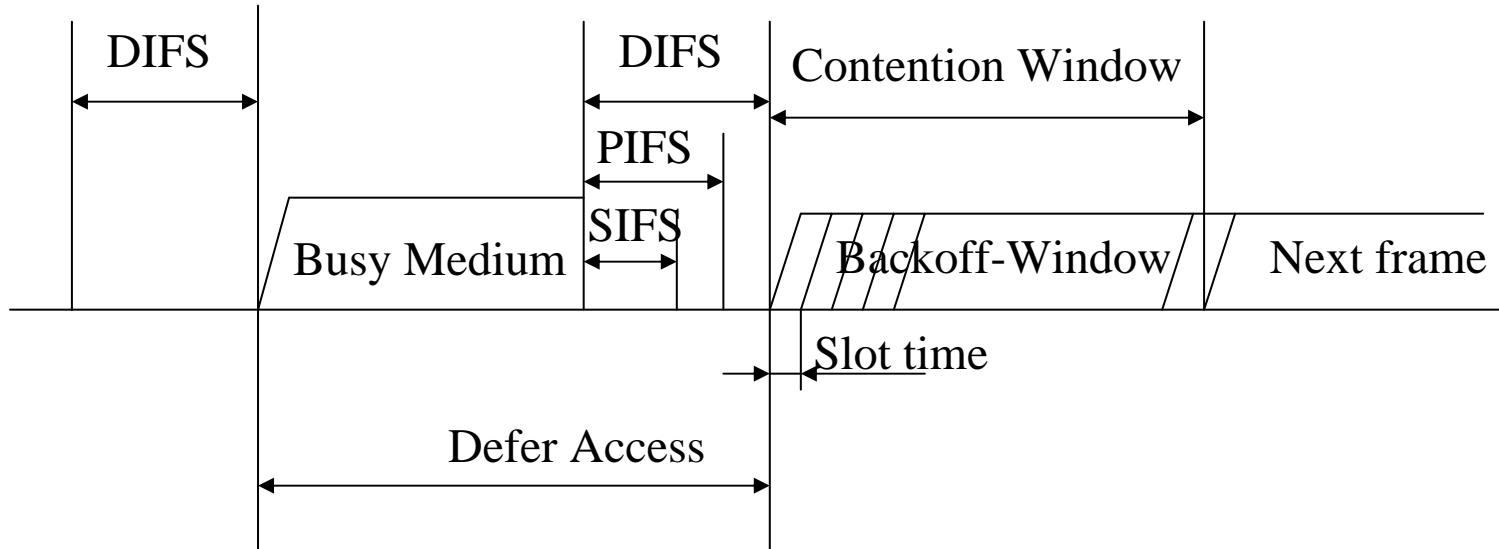 DIFS
DIFS
Contention Window
PIFS
SIFS
Busy Medium
Backoff-Window
Next frame
Slot time
Defer Access